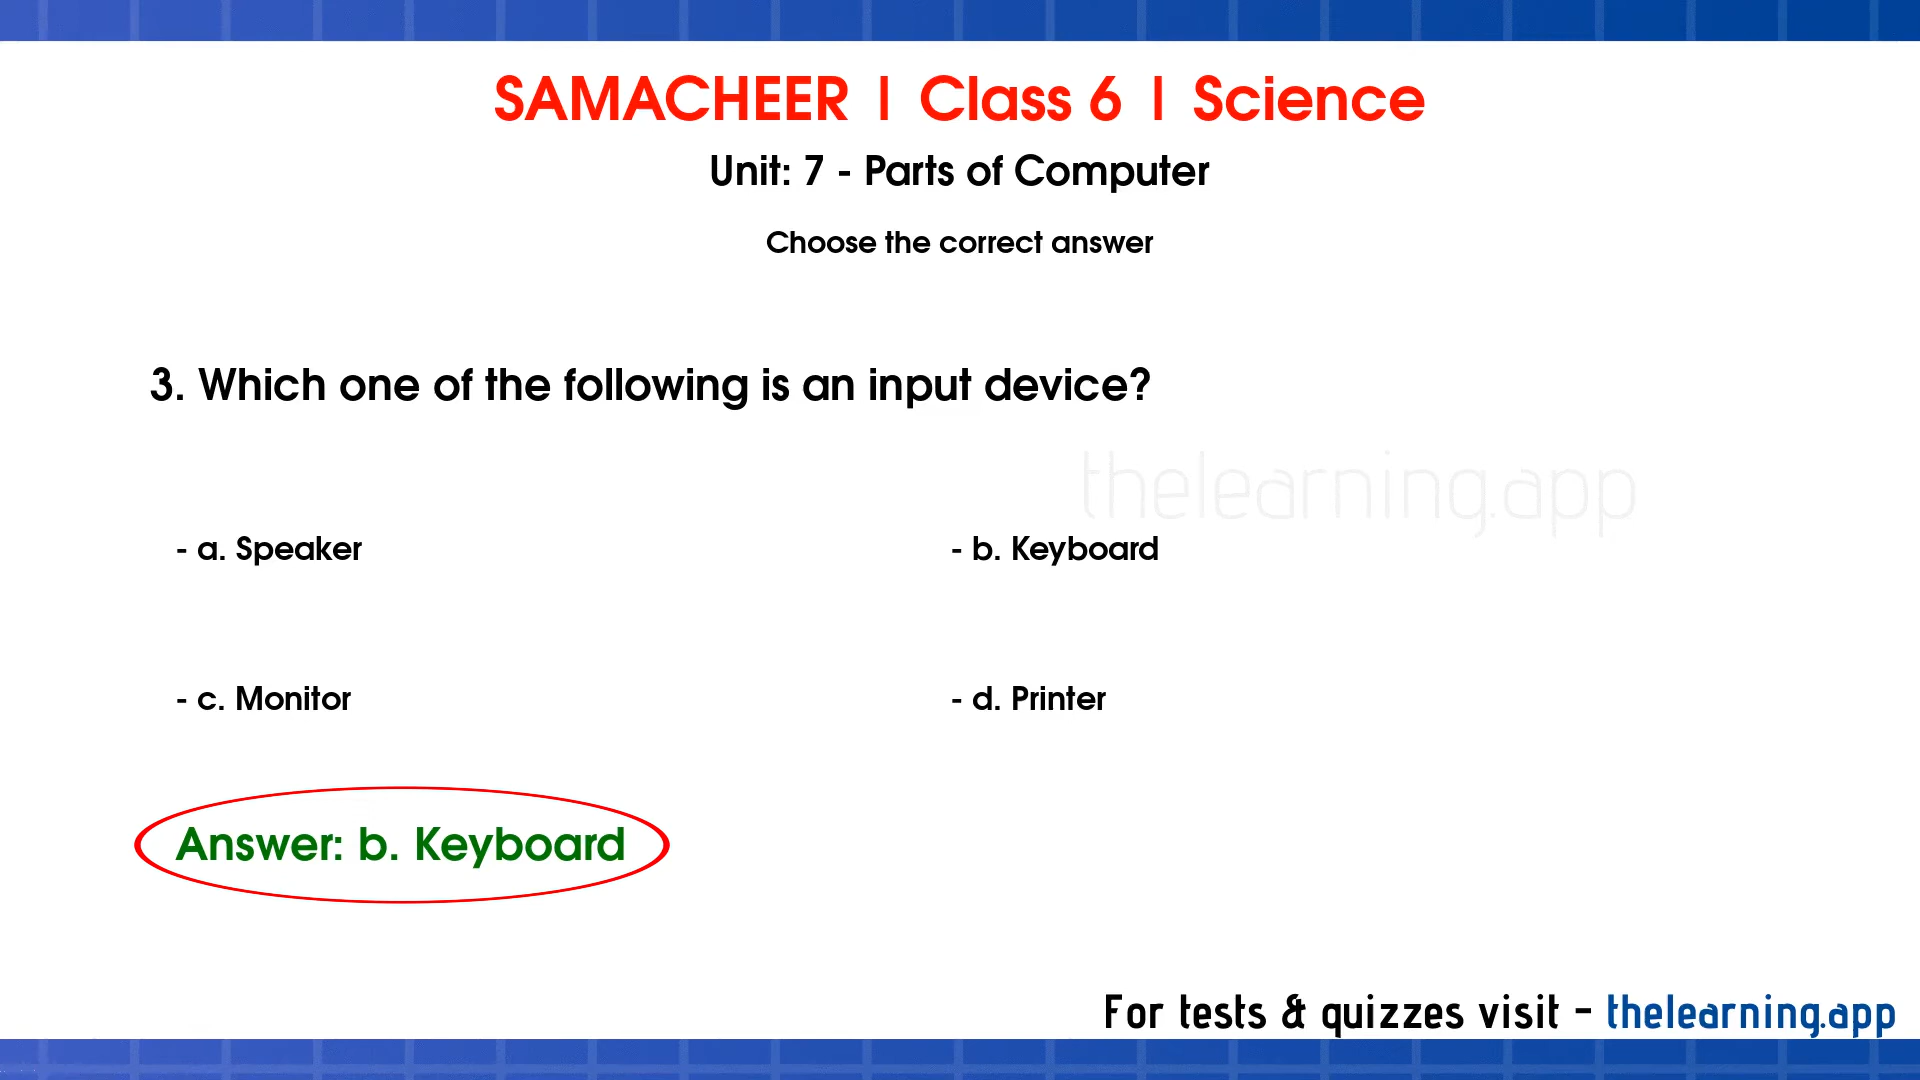 SAMACHEER | Class 6 | Science
Unit: 7 - Parts of Computer
Choose the correct answer
3. Which one of the following is an input device?
thelearning.app
- a. Speaker
- b. Keyboard
- c. Monitor
- d. Printer
Answer: b. Keyboard
For tests & quizzes visit - thelearning.app